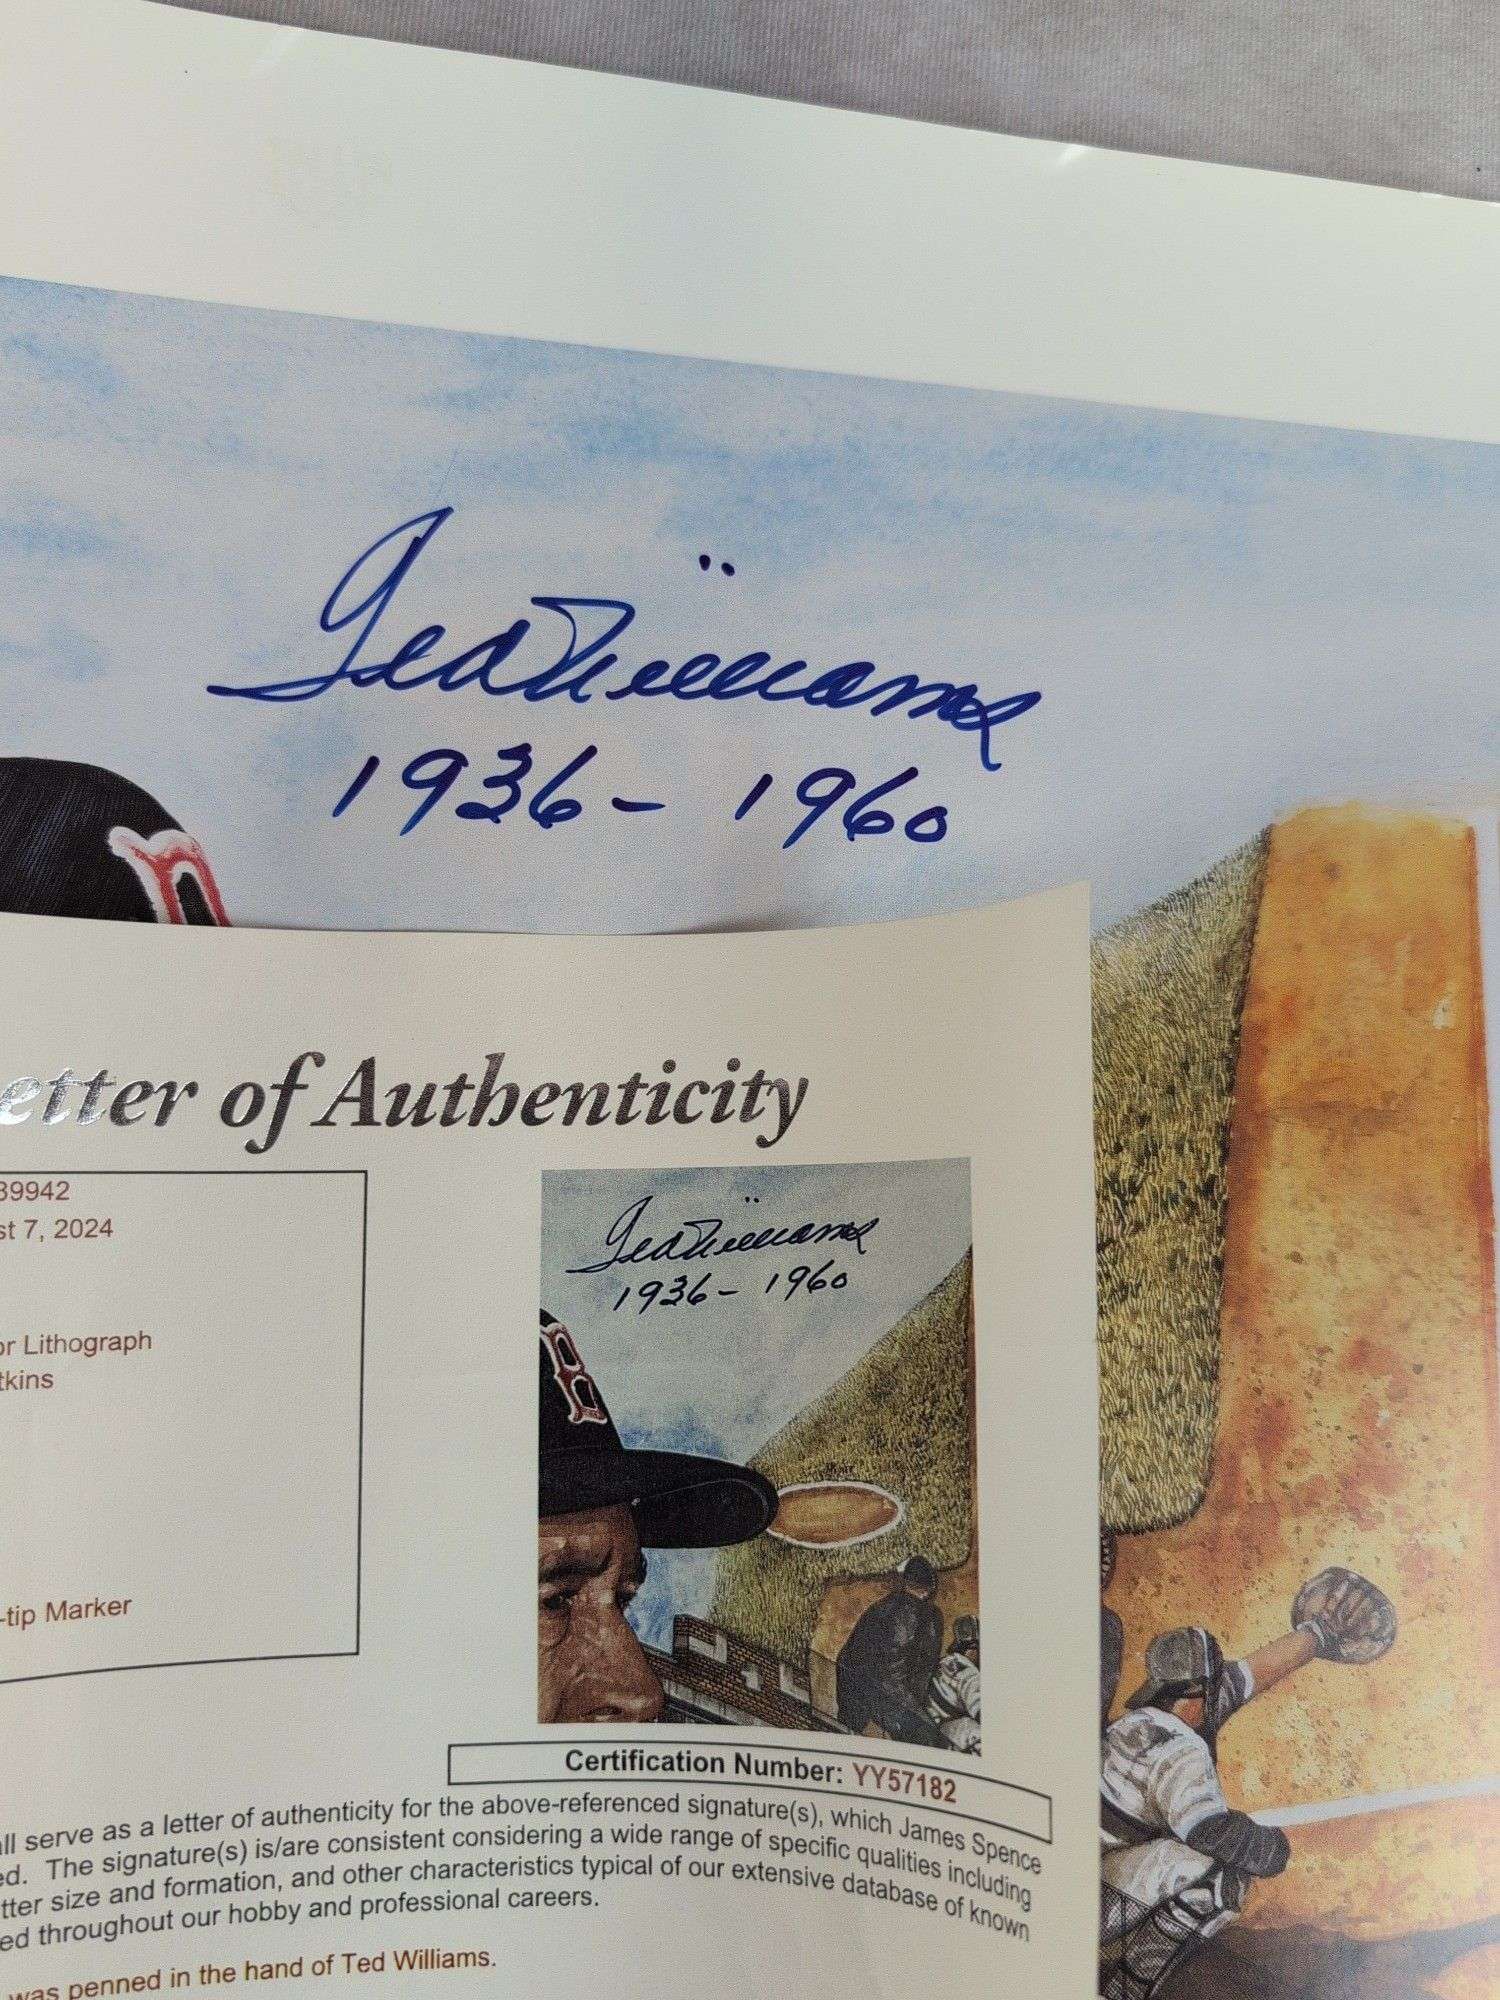 Ted Williams
1936 - 1960
B
Letter of Authenticity
39942
st 7, 2024
or Lithograph
tkins
-tip Marker
Ted Williams
1936 - 1960
B
Certification Number: YY57182
all serve as a letter of authenticity for the above-referenced signature(s), which James Spence
ed. The signature(s) is/are consistent considering a wide range of specific qualities including
tter size and formation, and other characteristics typical of our extensive database of known
ed throughout our hobby and professional careers.
was penned in the hand of Ted Williams.